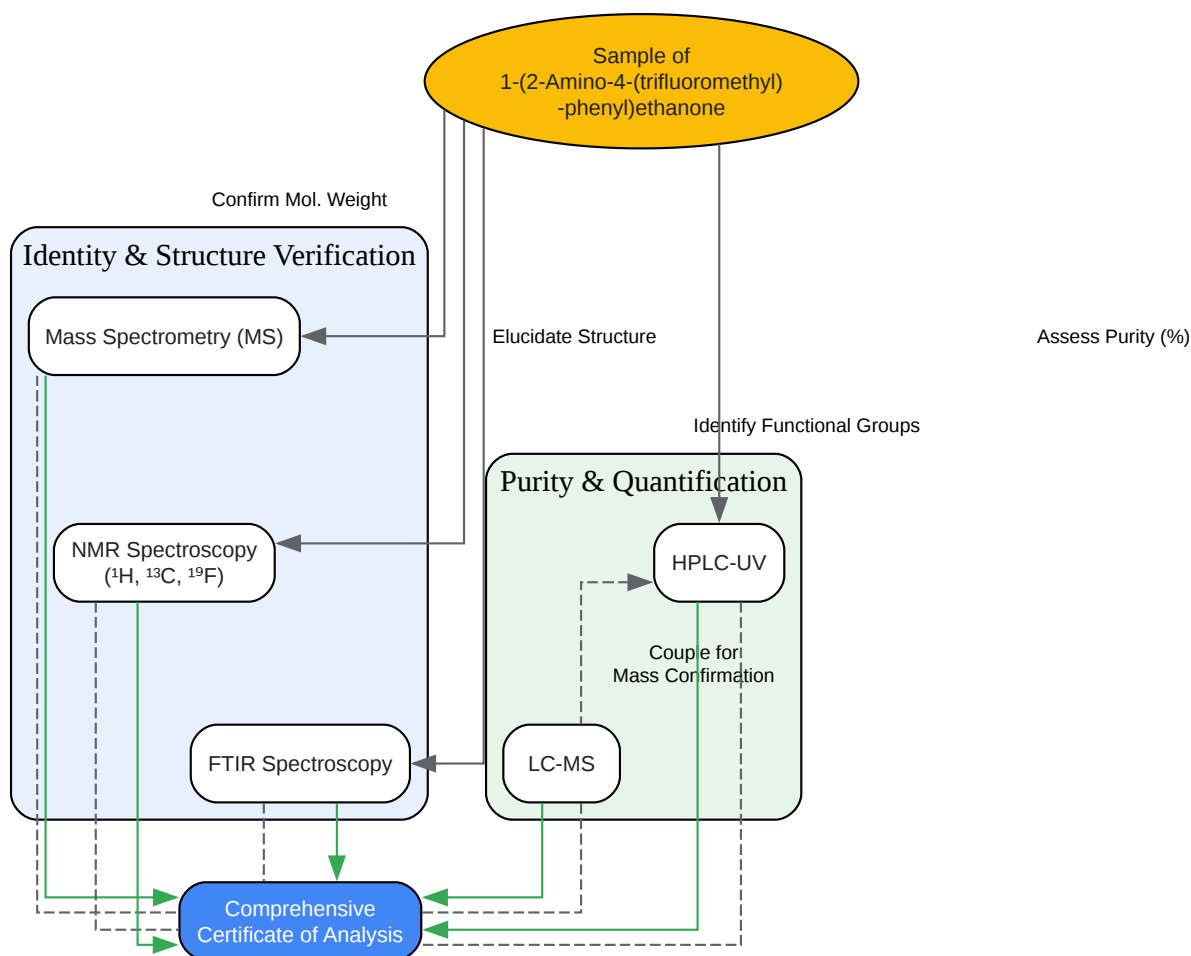 Sample of
1-(2-Amino-4-(trifluoromethyl)
-phenyl)ethanone
Confirm Mol. Weight
Identity & Structure Verification
Mass Spectrometry (MS)
Elucidate Structure
Assess Purity (%)
Identify Functional Groups
Purity & Quantification
NMR Spectroscopy
(¹H, ¹³C, ¹⁹F)
HPLC-UV
Couple for
Mass Confirmation
FTIR Spectroscopy
LC-MS
Comprehensive
Certificate of Analysis